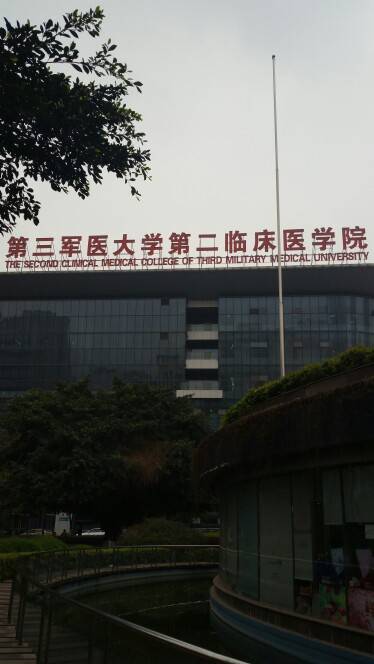 第三军医大学第二临床医学院
THE SECOND CLINICAL MEDICAL COLLEGE OF THIRD MILITARY MEDICAL UNIVERSITY